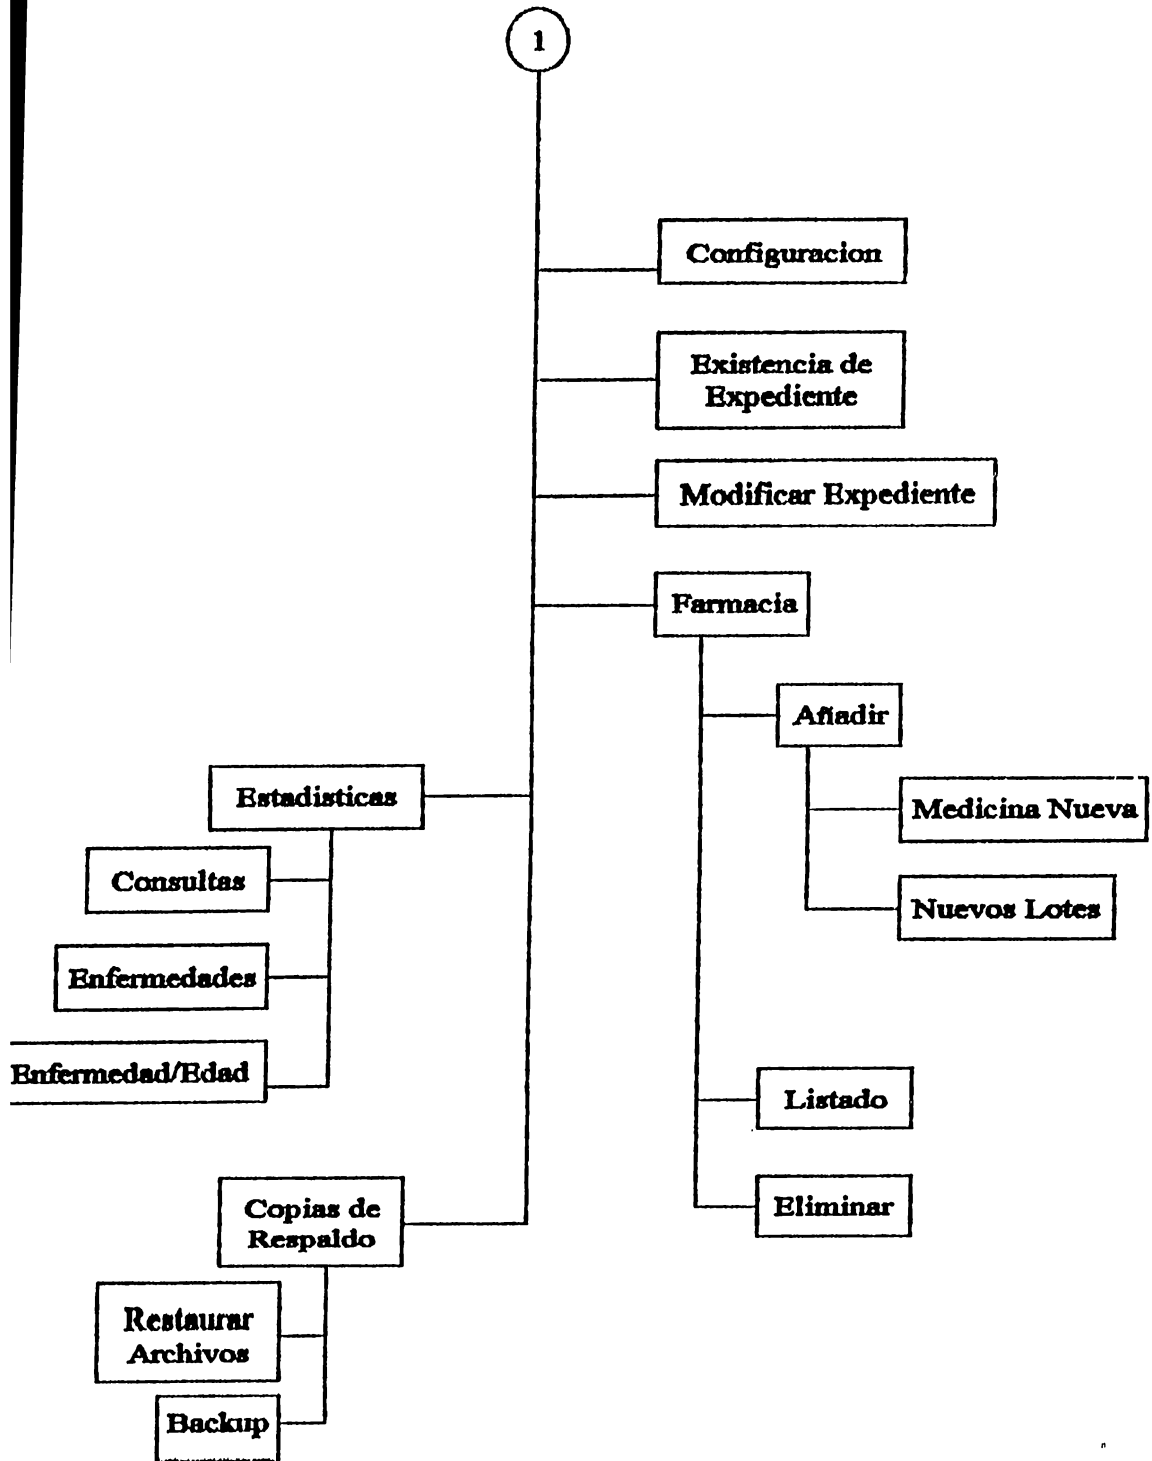 1
Configuracion
Existencia de
Expediente
Modificar Expediente
Farmacia
Añadir
Medicina Nueva
Nuevos Lotes
Listado
Eliminar
Estadisticas
Consultas
Enfermedades
Enfermedad/Edad
Copias de
Respaldo
Restaurar
Archivos
Backup